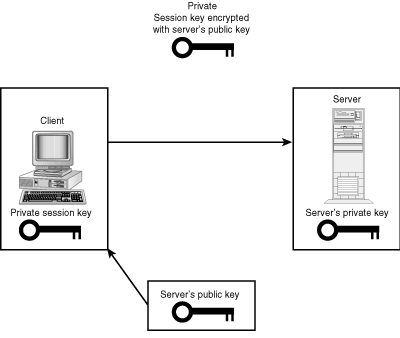 Private
Session key encrypted
with server's public key
Client
Private session key
Server
Server's private key
Server's public key